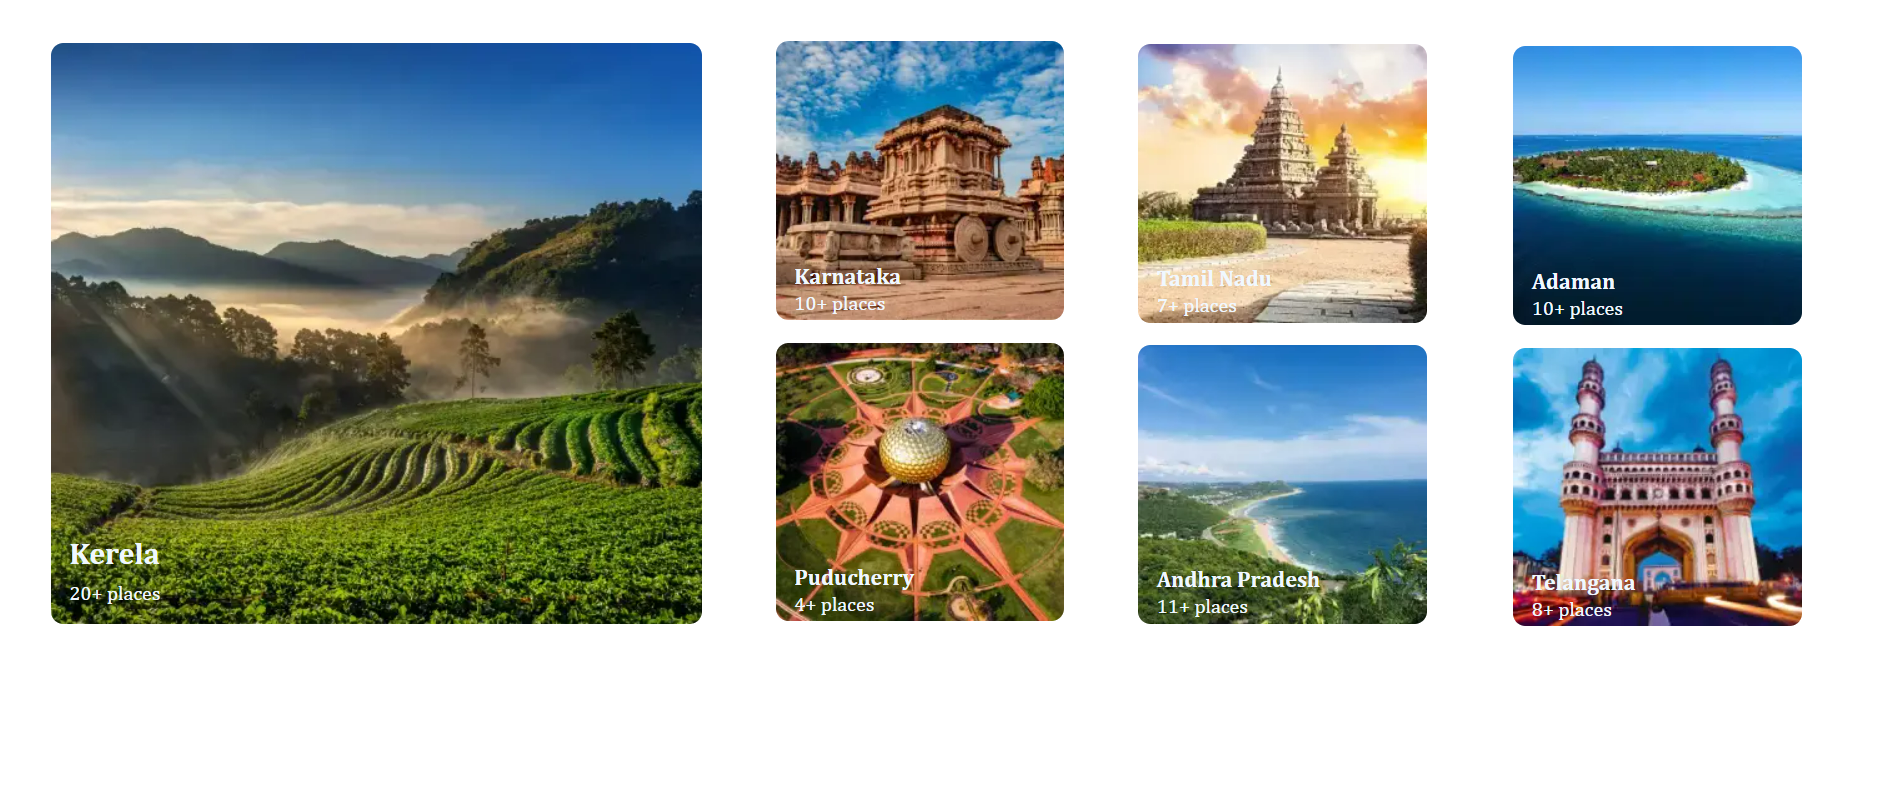 Kerela
20+ places
Karnataka
10+ places
Tamil Nadu
7+ places
Adaman
10+ places
Puducherry
4+ places
Andhra Pradesh
11+ places
Telangana
8+ places